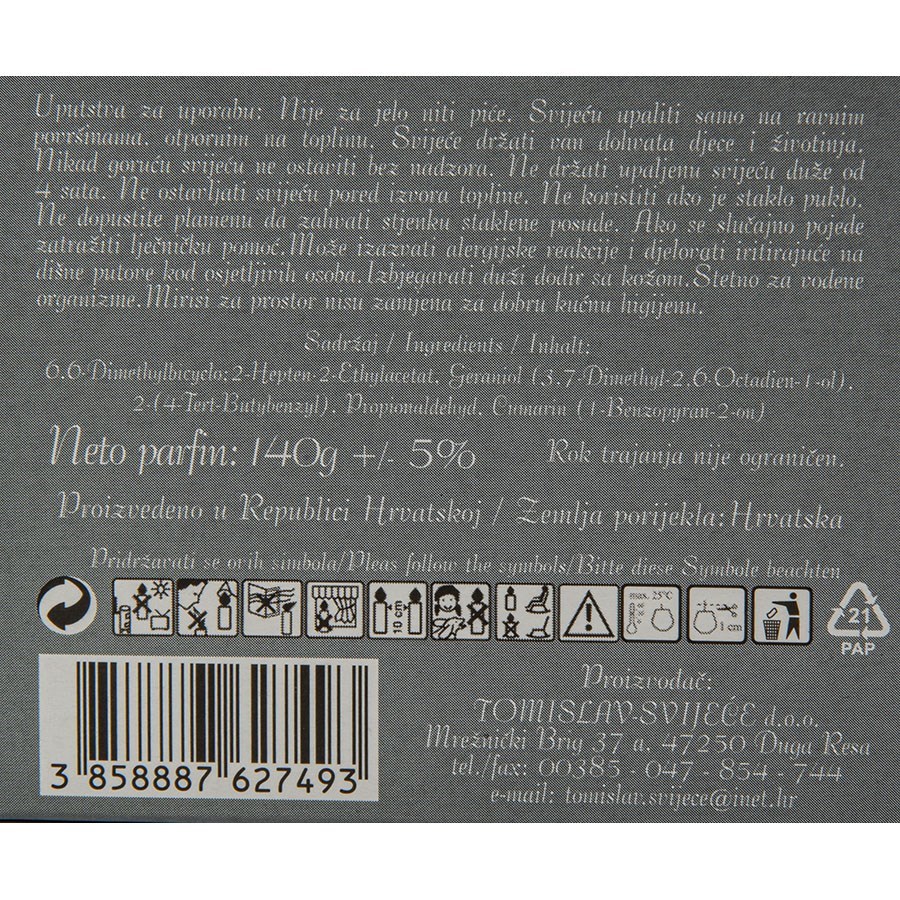 Uputstva za uporabu: Nije za jelo niti piće. Svijeću upaliti samo na ravnim
površinama, otpornim na toplinu. Svijeće držati van dohvata djece i životinja.
Nikad goruću svijeću ne ostaviti bez nadzora. Ne držati upaljenu svijeću duže od
4 sata. Ne ostavljati svijeću pored izvora topline. Ne koristiti ako je staklo puklo.
Ne dopustite plamenu da zahvati stjenku staklene posude. Ako se slučajno pojede
zatražiti lječničku pomoć.Može izazvati alergijske reakcije i djelovati iritirajuće na
dišne putove kod osjetljivih osoba.Izbjegavati duži dodir sa kožom.Štetno za vodene
organizme.Mirisi za prostor nisu zamjena za dobru kućnu higijenu.
Sadržaj / Ingredients / Inhalt:
6,6-Dimethylbicyclo:2-Hepten-2-Ethylacetat, Geraniol (3,7-Dimethyl-2,6-Octadien-1-ol),
2-(4-Tert-Butybenzyl), Propionaldehyd, Cumarin (1-Benzopyran-2-on)
Neto parfin: 140g +/- 5% Rok trajanja nije ograničen.
Proizvedeno u Republici Hrvatskoj / Zemlja porijekla:Hrvatska
Pridržavati se ovih simbola/Pleas follow the symbols/Bitte diese Symbole beachten
10 cm
max. 25°C
1 cm
21
PAP
Proizvođač:
TOMISLAV-SVIJEĆE d.o.o.
Mrežnički Brig 37 a, 47250 Duga Resa
tel./fax: 00385 - 047 - 854 - 744
e-mail: tomislav.svijece@inet.hr
3 858887 627493